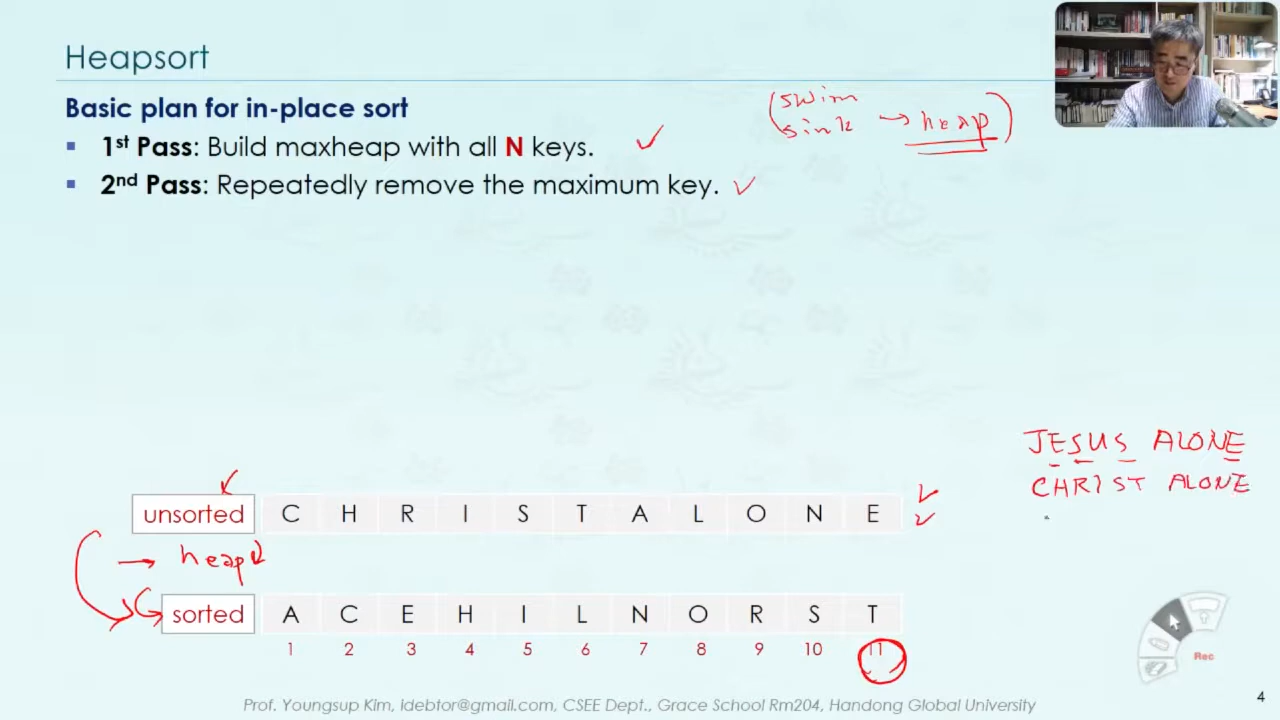 Heapsort
Basic plan for in-place sort
(swim
sink → heap)
▪ 1st Pass: Build maxheap with all N keys.
▪ 2nd Pass: Repeatedly remove the maximum key.
JESUS ALONE
CHRIST ALONE
unsorted C H R I S T A L O N E
→ heap
sorted A C E H I L N O R S T
1 2 3 4 5 6 7 8 9 10 11
Rec
Prof. Youngsup Kim, Idebtor@gmail.com, CSEE Dept., Grace School Rm204, Handong Global University
4